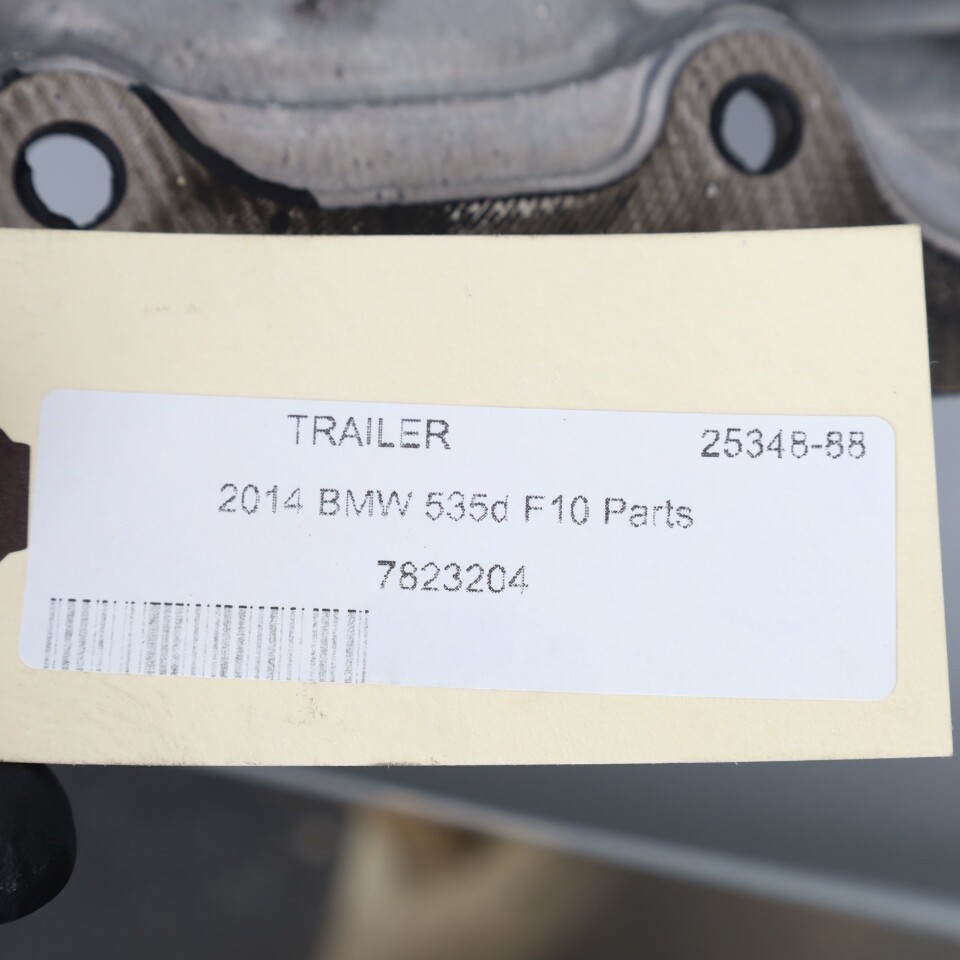 TRAILER 25348-88
2014 BMW 535d F10 Parts
7823204